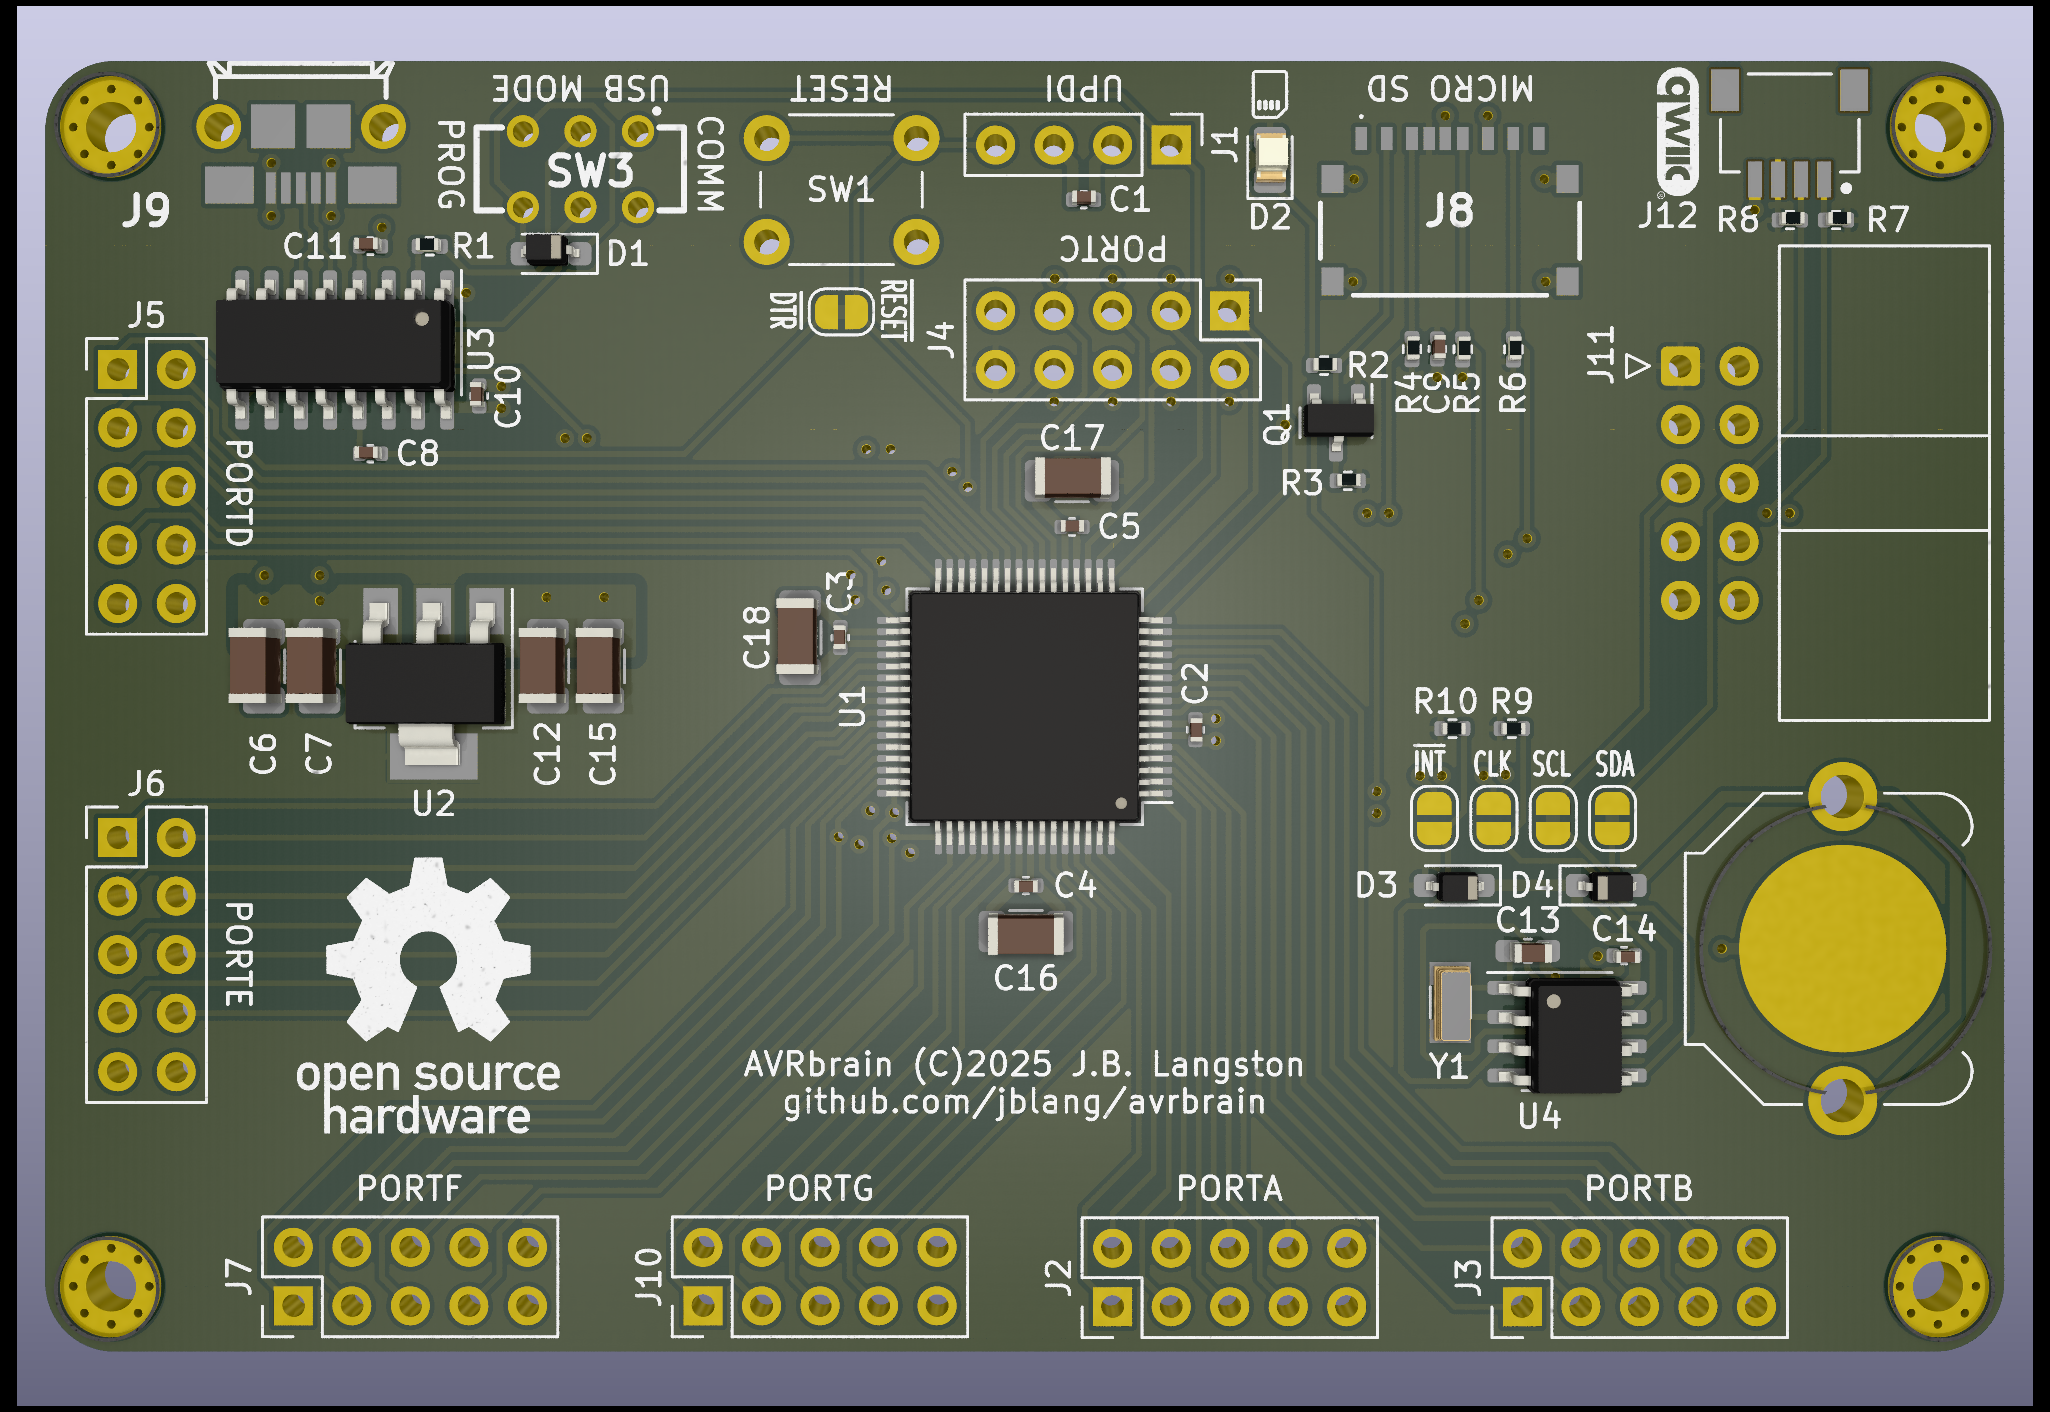 USB MODE
RESET
UPDI
MICRO SD
qwiic
PROG
SW3
COMM
SW1
J1
J9
C1
D2
J8
J12
R8
R7
C11
R1
D1
PORTC
J5
DTR
RESET
J4
U3
C10
R2
R4
C9
R5
R6
J11
Q1
C17
C8
R3
PORTD
C5
C3
C18
U1
C2
C6
C7
C12
C15
U2
R10
R9
INT
CLK
SCL
SDA
J6
D3
D4
C4
C13
C14
PORTE
C16
Y1
U4
open source
hardware
AVRbrain (C)2025 J.B. Langston
github.com/jblang/avrbrain
PORTF
PORTG
PORTA
PORTB
J7
J10
J2
J3